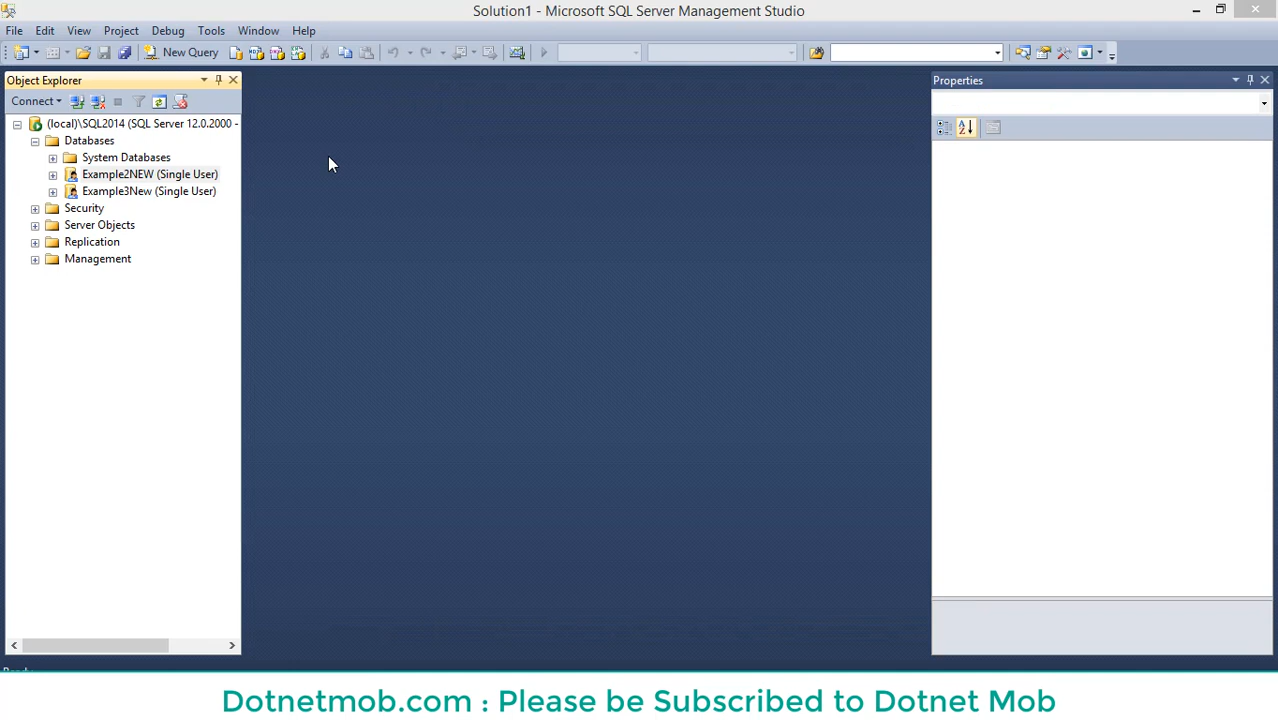 Solution1 - Microsoft SQL Server Management Studio
File Edit View Project Debug Tools Window Help
New Query
Object Explorer
Properties
Connect
(local)\SQL2014 (SQL Server 12.0.2000 -
Databases
System Databases
Example2NEW (Single User)
Example3New (Single User)
Security
Server Objects
Replication
Management
Dotnetmob.com : Please be Subscribed to Dotnet Mob